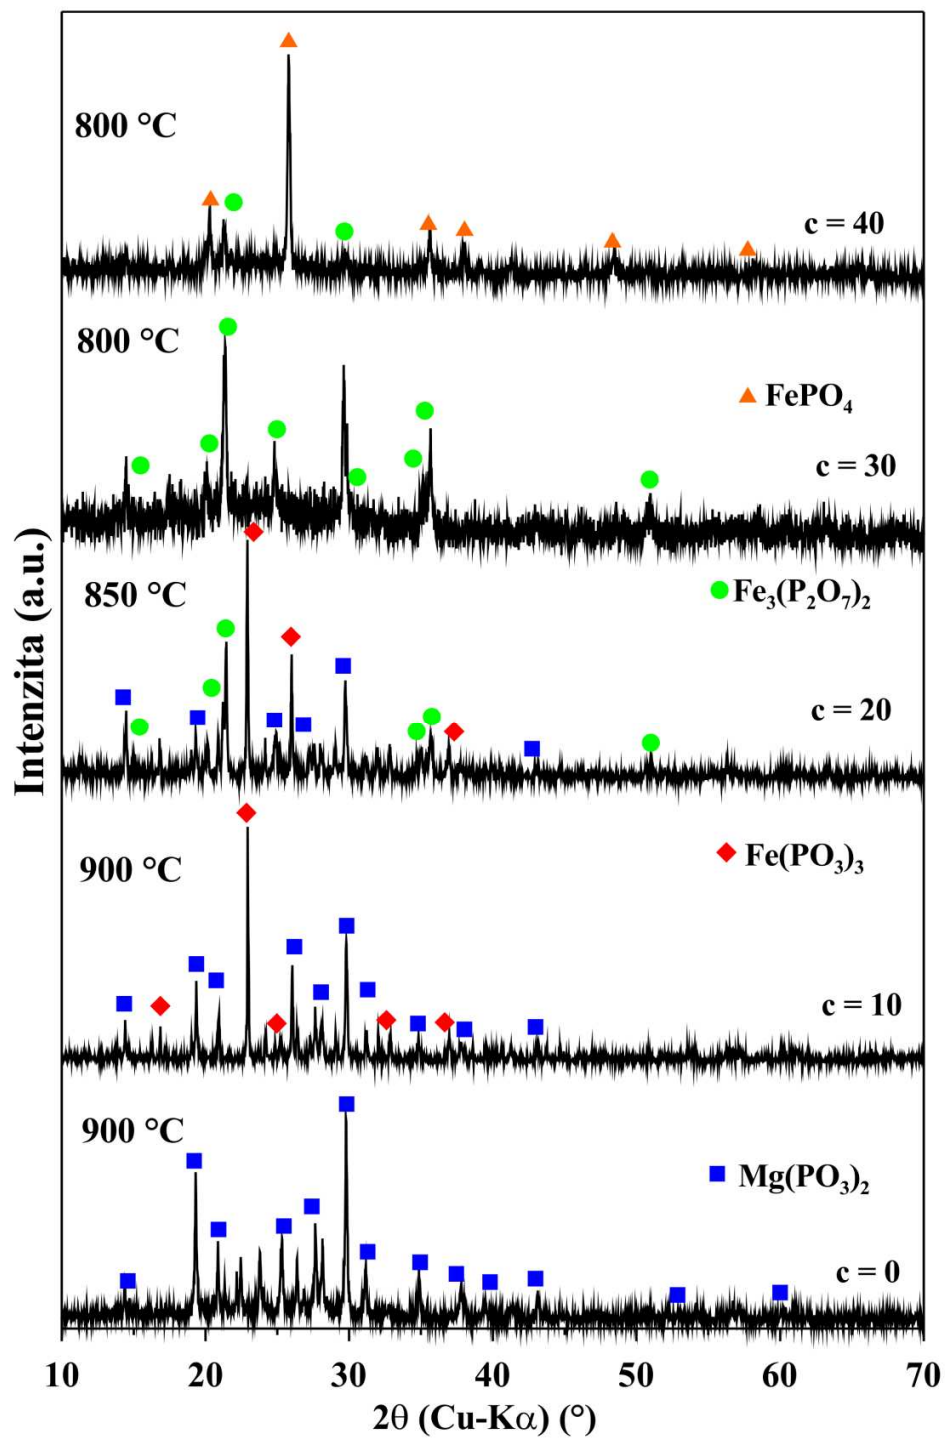 800 °C
c = 40
800 °C
FePO₄
c = 30
850 °C
Fe₃(P₂O₇)₂
c = 20
900 °C
Fe(PO₃)₃
c = 10
900 °C
Mg(PO₃)₂
c = 0
Intenzita (a.u.)
10 20 30 40 50 60 70
2θ (Cu-Kα) (°)